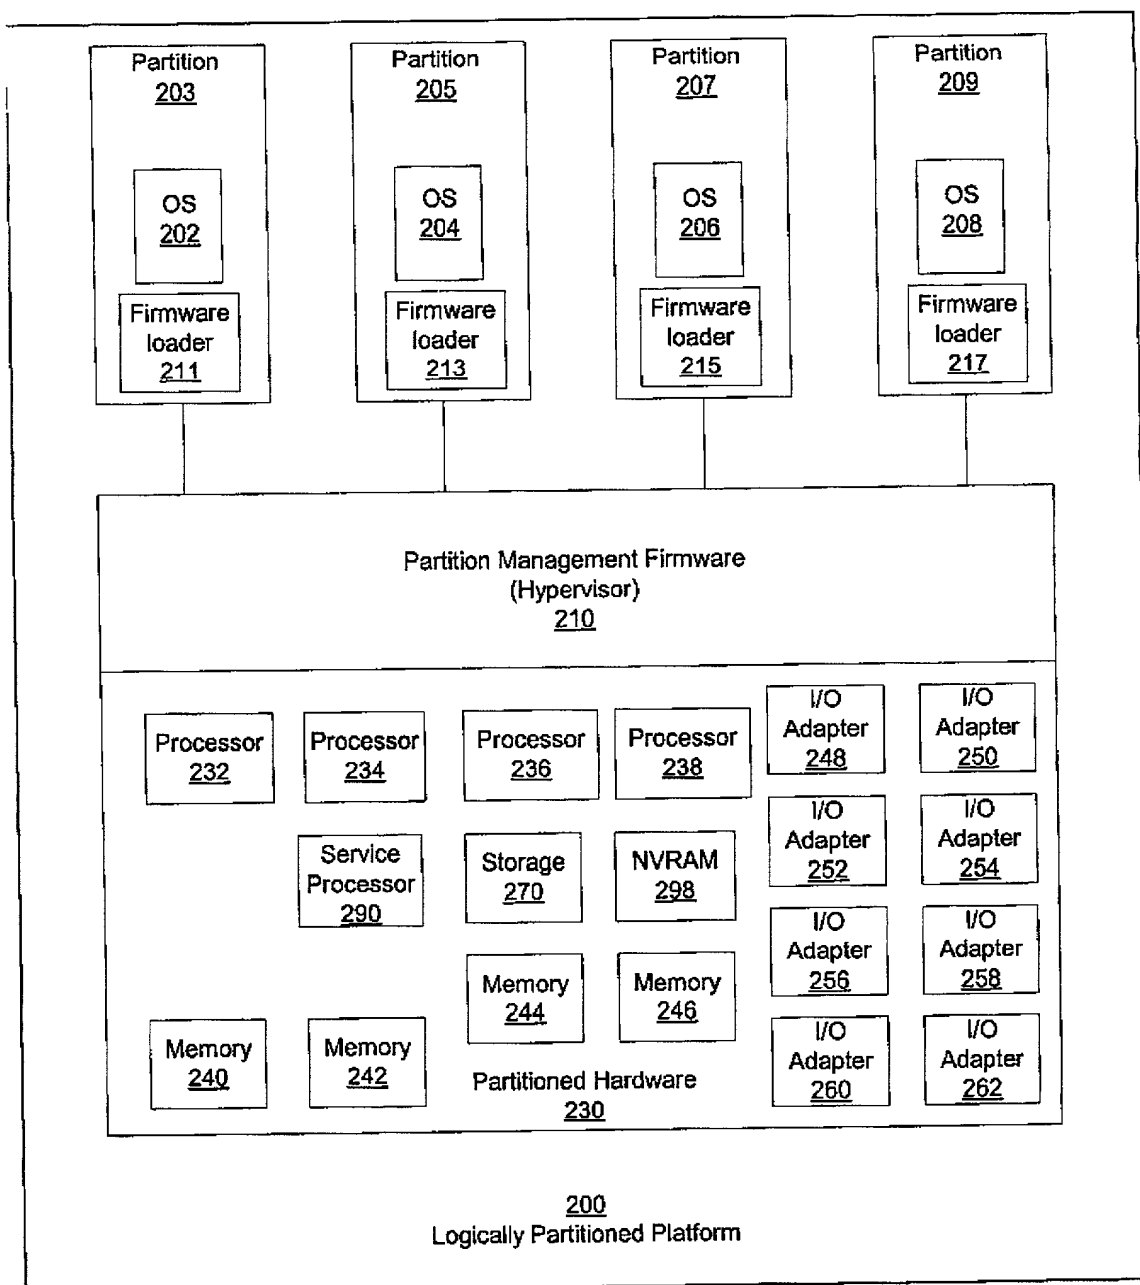 Partition
203
OS
202
Firmware
loader
211
Partition
205
OS
204
Firmware
loader
213
Partition
207
OS
206
Firmware
loader
215
Partition
209
OS
208
Firmware
loader
217
Partition Management Firmware
(Hypervisor)
210
Processor
232
Processor
234
Processor
236
Processor
238
I/O
Adapter
248
I/O
Adapter
250
Service
Processor
290
Storage
270
NVRAM
298
I/O
Adapter
252
I/O
Adapter
254
Memory
244
Memory
246
I/O
Adapter
256
I/O
Adapter
258
Memory
240
Memory
242
Partitioned Hardware
230
I/O
Adapter
260
I/O
Adapter
262
200
Logically Partitioned Platform